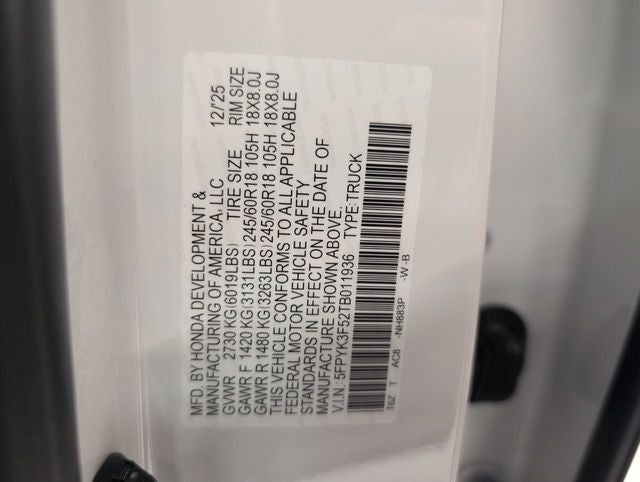 MFD. BY HONDA DEVELOPMENT &
MANUFACTURING OF AMERICA, LLC 12/'25
GVWR 2730 KG(6019LBS) TIRE SIZE RIM SIZE
GAWR F 1420 KG(3131LBS) 245/60R18 105H 18X8.0J
GAWR R 1480 KG(3263LBS) 245/60R18 105H 18X8.0J
THIS VEHICLE CONFORMS TO ALL APPLICABLE
FEDERAL MOTOR VEHICLE SAFETY
STANDARDS IN EFFECT ON THE DATE OF
MANUFACTURE SHOWN ABOVE.
V.I.N.:5FPYK3F52TB011936 TYPE:TRUCK
T6Z T AC8 -NH883P -W-B